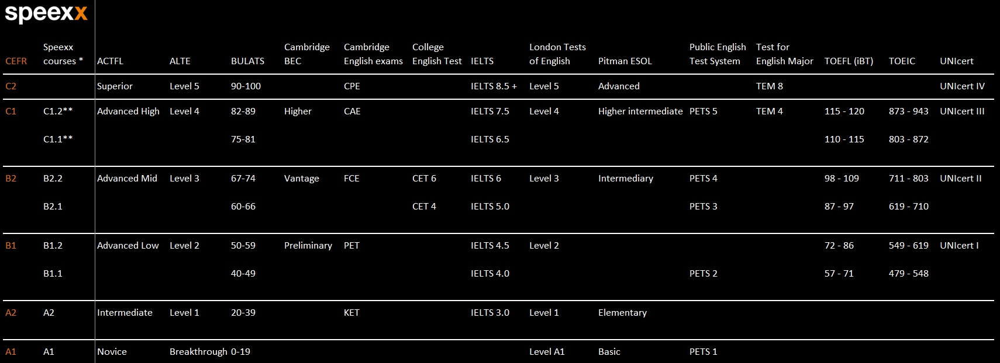 speexx
CEFR Speexx courses * ACTFL ALTE BULATS Cambridge BEC Cambridge English exams College English Test IELTS London Tests of English Pitman ESOL Public English Test System Test for English Major TOEFL (iBT) TOEIC UNIcert
C2 Superior Level 5 90-100 CPE IELTS 8.5 + Level 5 Advanced TEM 8 UNIcert IV
C1 C1.2** Advanced High Level 4 82-89 Higher CAE IELTS 7.5 Level 4 Higher intermediate PETS 5 TEM 4 115 - 120 873 - 943 UNIcert III
C1.1** 75-81 IELTS 6.5 110 - 115 803 - 872
B2 B2.2 Advanced Mid Level 3 67-74 Vantage FCE CET 6 IELTS 6 Level 3 Intermediary PETS 4 98 - 109 711 - 803 UNIcert II
B2.1 60-66 CET 4 IELTS 5.0 PETS 3 87 - 97 619 - 710
B1 B1.2 Advanced Low Level 2 50-59 Preliminary PET IELTS 4.5 Level 2 72 - 86 549 - 619 UNIcert I
B1.1 40-49 IELTS 4.0 PETS 2 57 - 71 479 - 548
A2 A2 Intermediate Level 1 20-39 KET IELTS 3.0 Level 1 Elementary
A1 A1 Novice Breakthrough 0-19 Level A1 Basic PETS 1